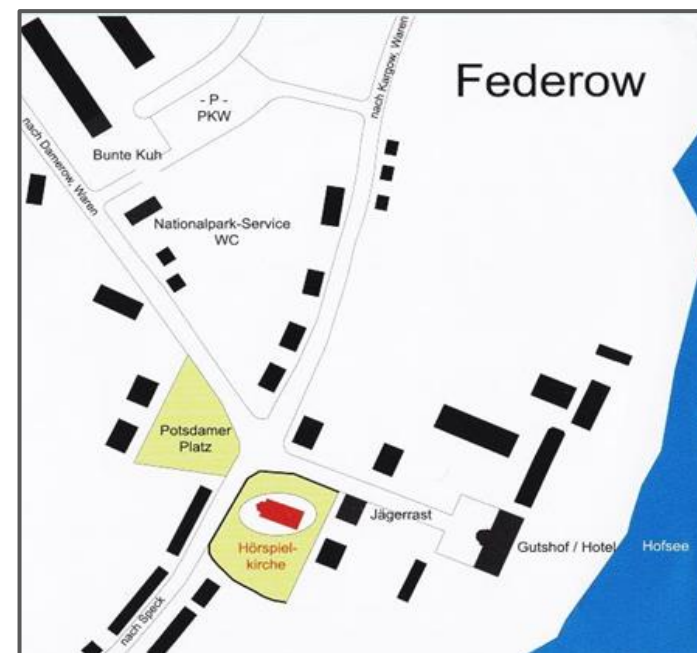 Federow
nach Kargow, Waren
- P -
PKW
nach Damerow, Waren
Bunte Kuh
Nationalpark-Service
WC
Potsdamer
Platz
Jägerrast
Hörspiel-
kirche
Gutshof / Hotel
Hofsee
nach Speck